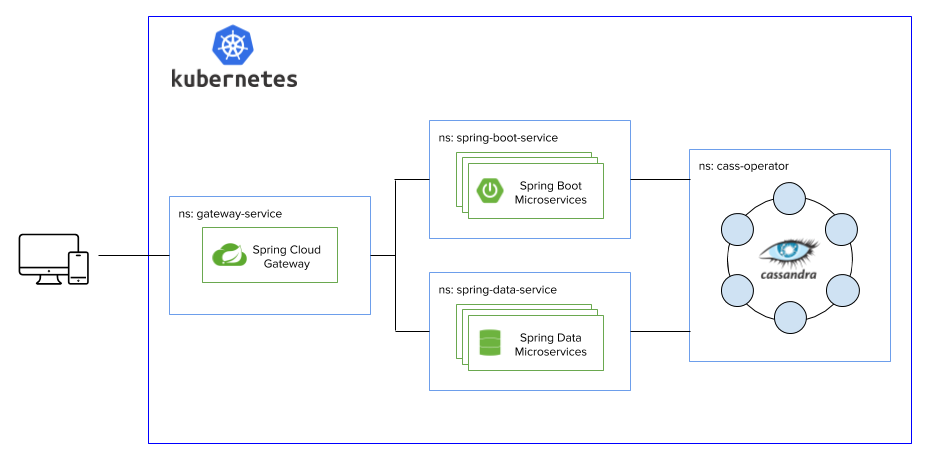 kubernetes
ns: gateway-service
Spring Cloud
Gateway
ns: spring-boot-service
Spring Boot
Microservices
ns: spring-data-service
Spring Data
Microservices
ns: cass-operator
cassandra